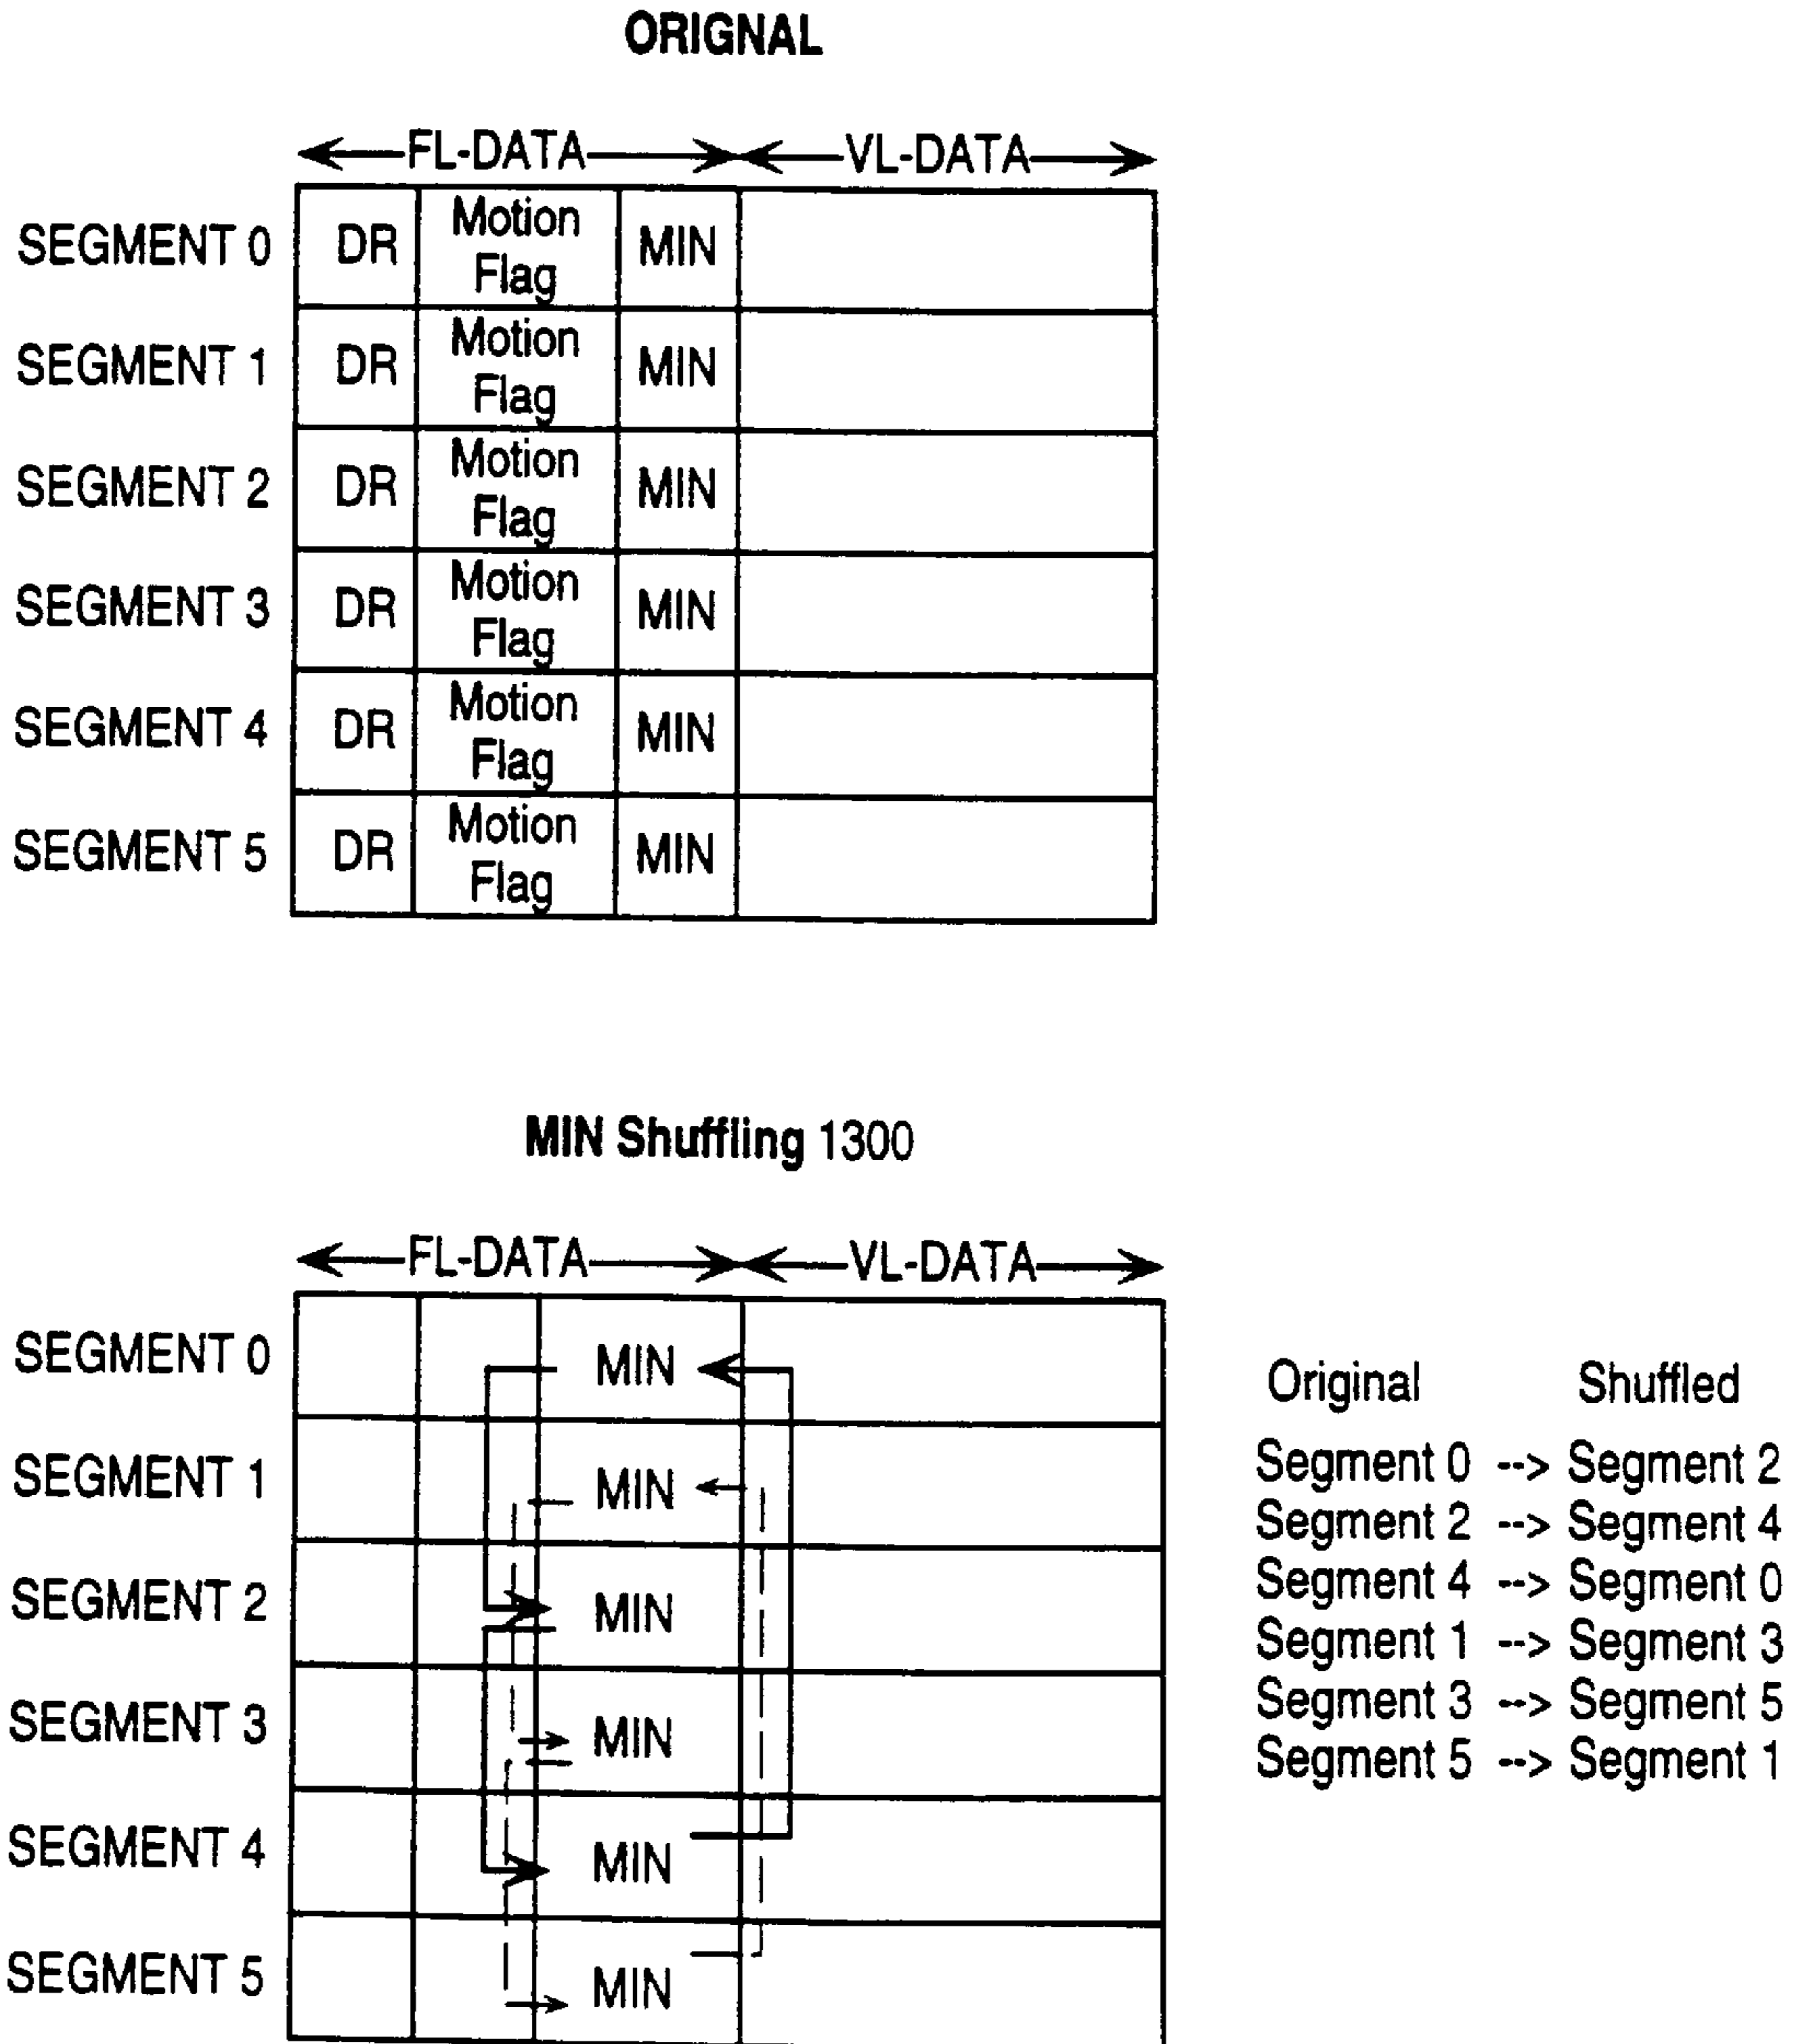 ORIGNAL
FL-DATA VL-DATA
SEGMENT 0 DR Motion Flag MIN
SEGMENT 1 DR Motion Flag MIN
SEGMENT 2 DR Motion Flag MIN
SEGMENT 3 DR Motion Flag MIN
SEGMENT 4 DR Motion Flag MIN
SEGMENT 5 DR Motion Flag MIN
MIN Shuffling 1300
FL-DATA VL-DATA
SEGMENT 0 MIN
SEGMENT 1 MIN
SEGMENT 2 MIN
SEGMENT 3 MIN
SEGMENT 4 MIN
SEGMENT 5 MIN
Original Shuffled
Segment 0 --> Segment 2
Segment 2 --> Segment 4
Segment 4 --> Segment 0
Segment 1 --> Segment 3
Segment 3 --> Segment 5
Segment 5 --> Segment 1